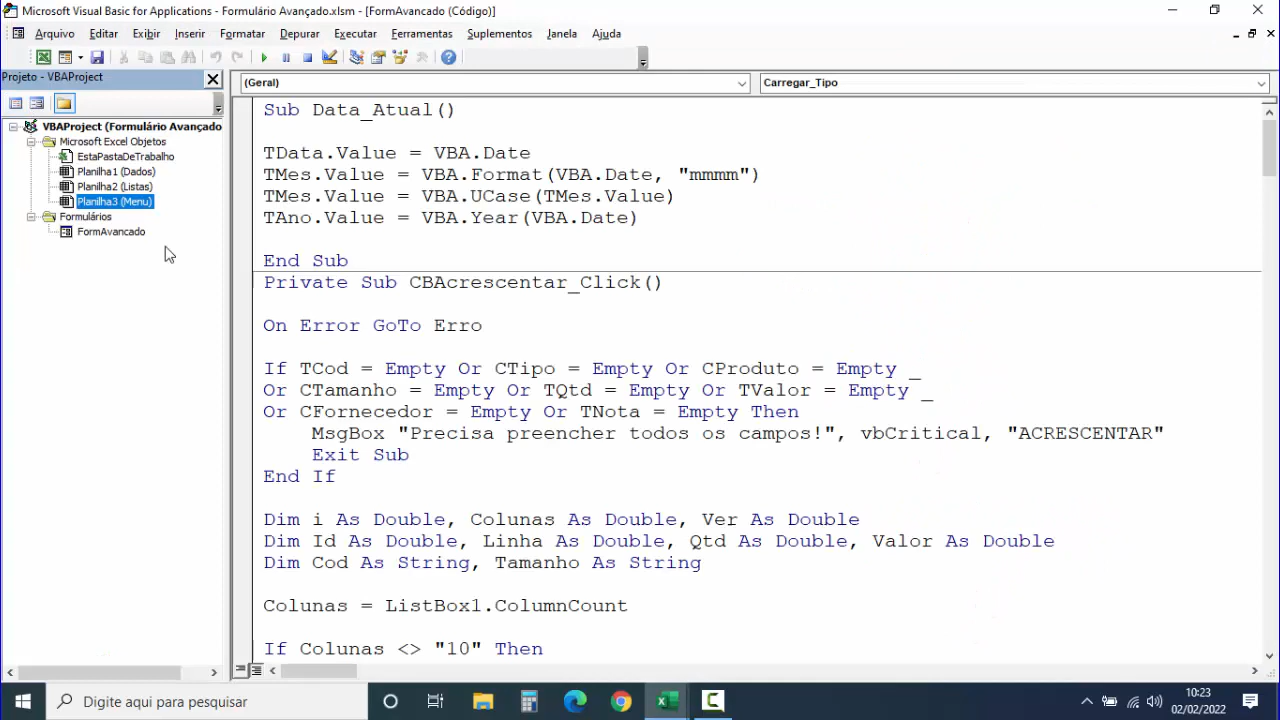 Microsoft Visual Basic for Applications - Formulário Avançado.xlsm - [FormAvancado (Código)]
Arquivo Editar Exibir Inserir Formatar Depurar Executar Ferramentas Suplementos Janela Ajuda
Projeto - VBAProject
(Geral)
Carregar_Tipo
VBAProject (Formulário Avançado
Microsoft Excel Objetos
EstaPastaDeTrabalho
Planilha1 (Dados)
Planilha2 (Listas)
Planilha3 (Menu)
Formulários
FormAvancado
Sub Data_Atual()
TData.Value = VBA.Date
TMes.Value = VBA.Format(VBA.Date, "mmmm")
TMes.Value = VBA.UCase(TMes.Value)
TAno.Value = VBA.Year(VBA.Date)
End Sub
Private Sub CBAcrescentar_Click()
On Error GoTo Erro
If TCod = Empty Or CTipo = Empty Or CProduto = Empty _
Or CTamanho = Empty Or TQtd = Empty Or TValor = Empty _
Or CFornecedor = Empty Or TNota = Empty Then
MsgBox "Precisa preencher todos os campos!", vbCritical, "ACRESCENTAR"
Exit Sub
End If
Dim i As Double, Colunas As Double, Ver As Double
Dim Id As Double, Linha As Double, Qtd As Double, Valor As Double
Dim Cod As String, Tamanho As String
Colunas = ListBox1.ColumnCount
If Colunas <> "10" Then
Digite aqui para pesquisar
10:23
02/02/2022